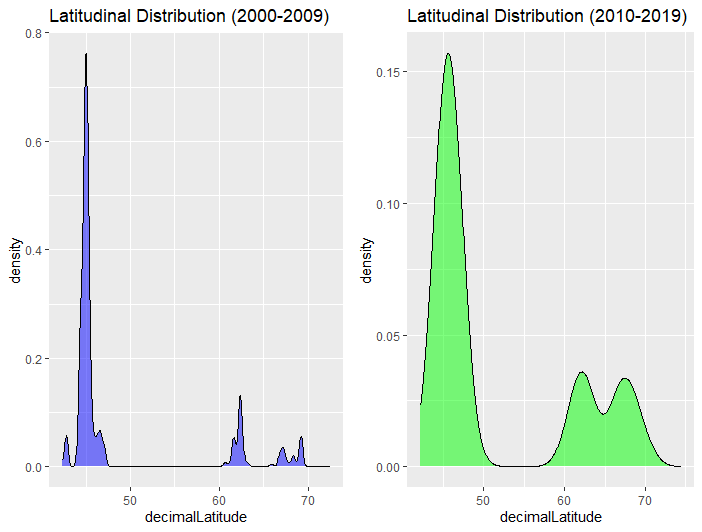 Latitudinal Distribution (2000-2009)
0.8
0.6
0.4
0.2
0.0
density
50
60
70
decimalLatitude
Latitudinal Distribution (2010-2019)
0.15
0.10
0.05
0.00
density
50
60
70
decimalLatitude